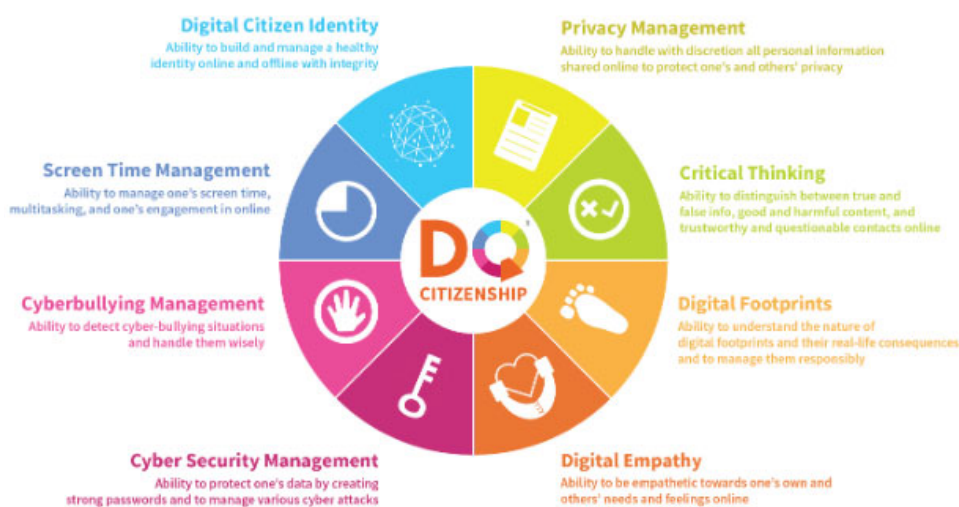 Digital Citizen Identity
Ability to build and manage a healthy
identity online and offline with integrity
Privacy Management
Ability to handle with discretion all personal information
shared online to protect one's and others' privacy
Screen Time Management
Ability to manage one's screen time,
multitasking, and one's engagement in online
Critical Thinking
Ability to distinguish between true and
false info, good and harmful content, and
trustworthy and questionable contacts online
DQ
CITIZENSHIP
Cyberbullying Management
Ability to detect cyber-bullying situations
and handle them wisely
Digital Footprints
Ability to understand the nature of
digital footprints and their real-life consequences
and to manage them responsibly
Cyber Security Management
Ability to protect one's data by creating
strong passwords and to manage various cyber attacks
Digital Empathy
Ability to be empathetic towards one's own and
others' needs and feelings online